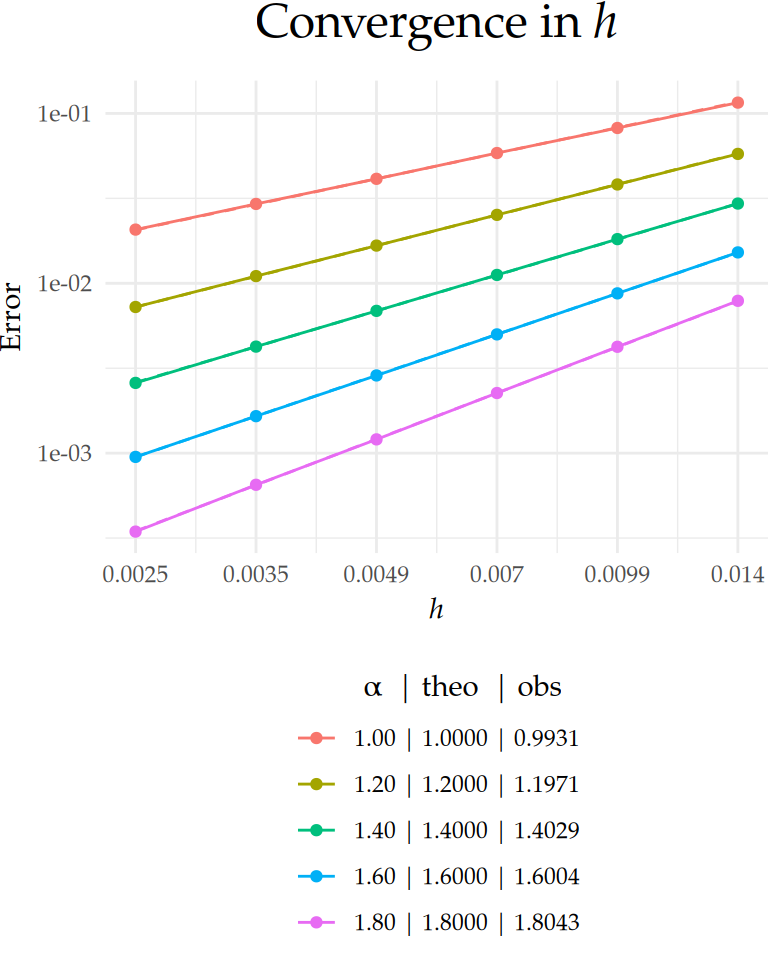 Convergence in h
1e-01
1e-02
1e-03
Error
0.0025 0.0035 0.0049 0.007 0.0099 0.014
h
α | theo | obs
1.00 | 1.0000 | 0.9931
1.20 | 1.2000 | 1.1971
1.40 | 1.4000 | 1.4029
1.60 | 1.6000 | 1.6004
1.80 | 1.8000 | 1.8043